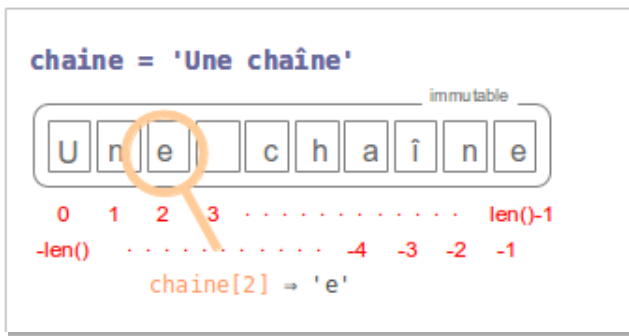 chaine = 'Une chaîne'
immutable
U n e c h a î n e
0 1 2 3 · · · · · · · · · · · · · len()-1
-len() · · · · · · · · · · · · -4 -3 -2 -1
chaine[2] ⇒ 'e'